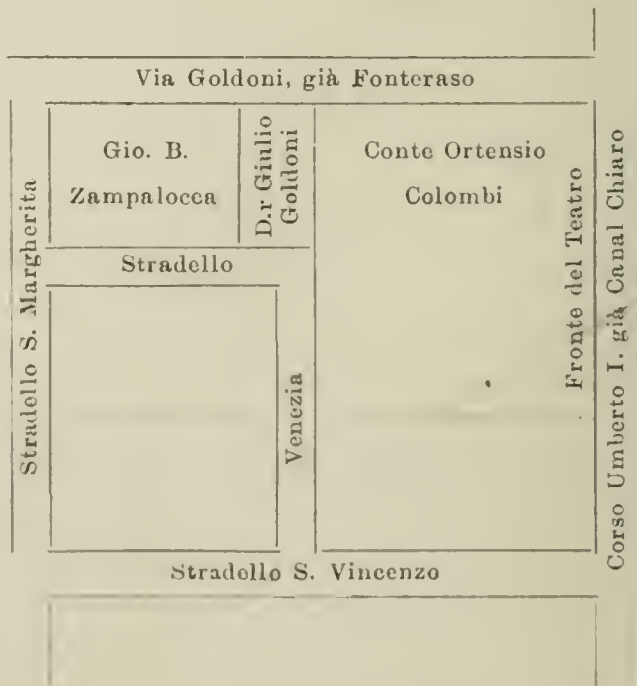 Via Goldoni, già Fonteraso
Gio. B.
Zampalocca
D.r Giulio
Goldoni
Conte Ortensio
Colombi
Fronte del Teatro
Corso Umberto I. già Canal Chiaro
Stradello S. Margherita
Stradello
Venezia
Stradello S. Vincenzo